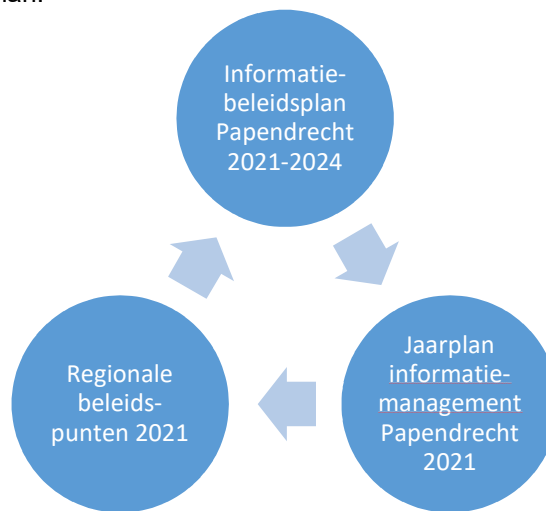 Informatie-
beleidsplan
Papendrecht
2021-2024
Jaarplan
informatie-
management
Papendrecht
2021
Regionale
beleids-
punten 2021